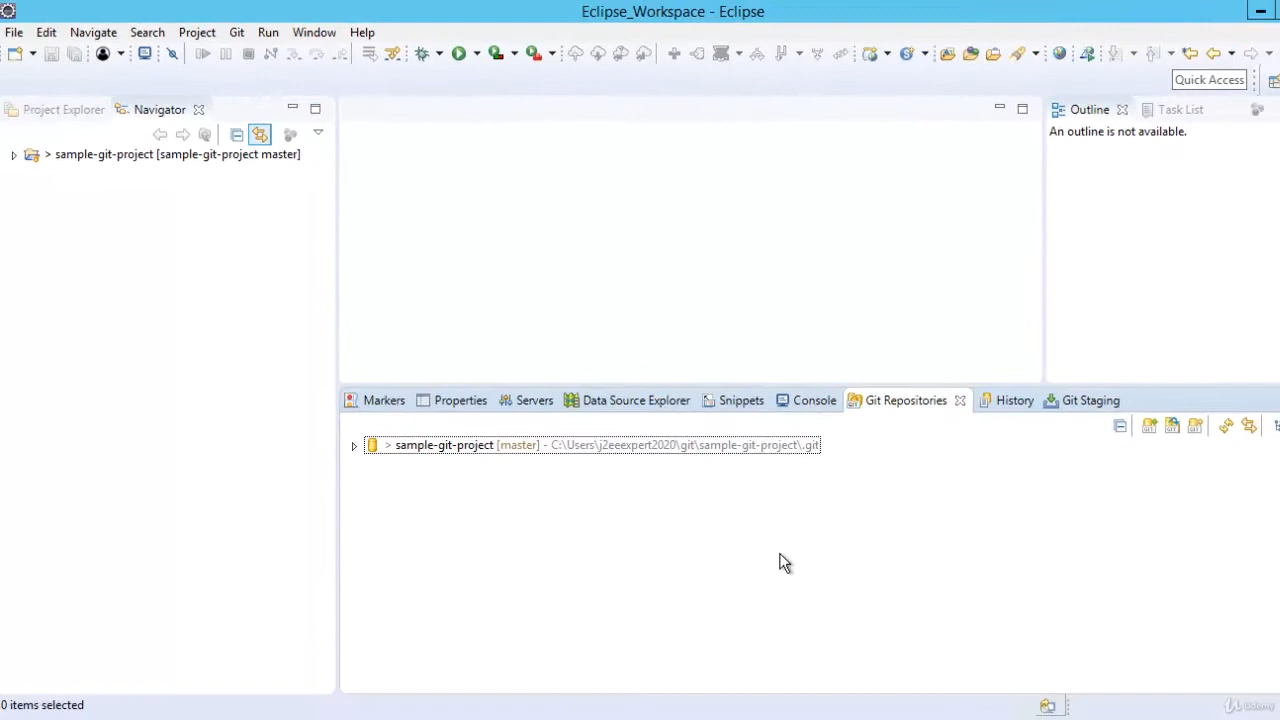 Eclipse_Workspace - Eclipse
File Edit Navigate Search Project Git Run Window Help
Quick Access
Project Explorer Navigator
Outline Task List
An outline is not available.
> sample-git-project [sample-git-project master]
Markers Properties Servers Data Source Explorer Snippets Console Git Repositories History Git Staging
> sample-git-project [master] - C:\Users\j2eeexpert2020\git\sample-git-project\.git
0 items selected
Udemy